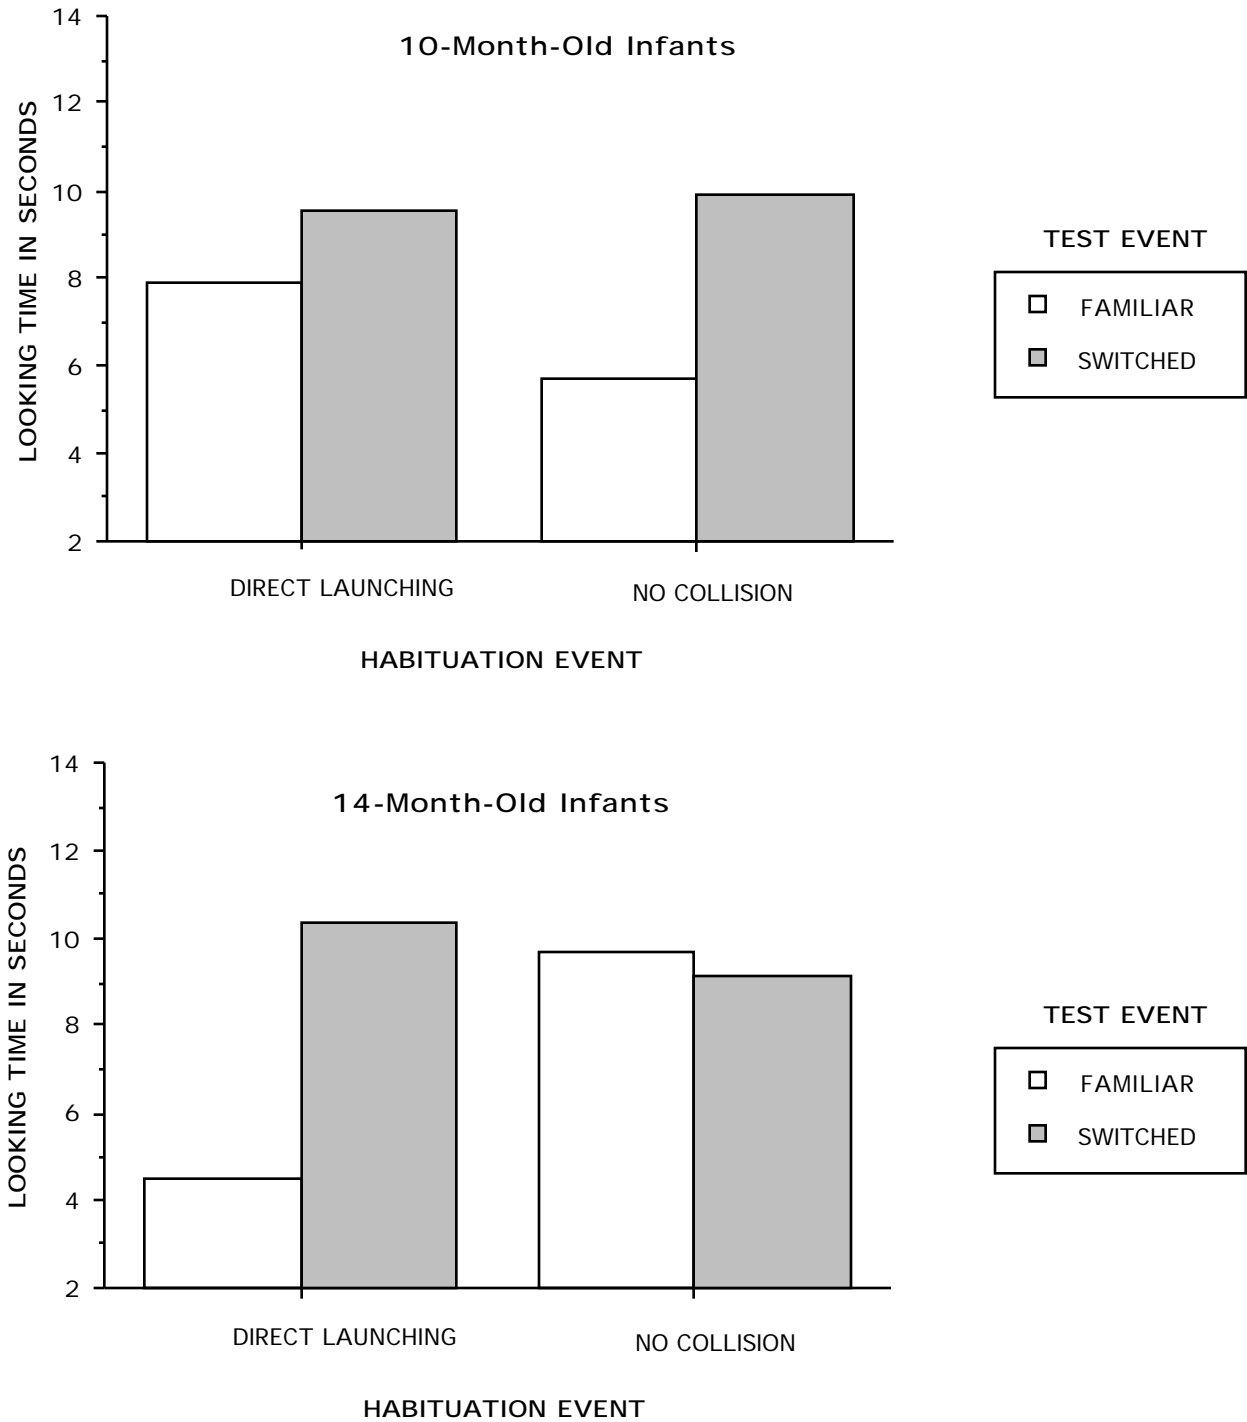 10-Month-Old Infants
LOOKING TIME IN SECONDS
14
12
10
8
6
4
2
DIRECT LAUNCHING
NO COLLISION
HABITUATION EVENT
TEST EVENT
FAMILIAR
SWITCHED
14-Month-Old Infants
LOOKING TIME IN SECONDS
14
12
10
8
6
4
2
DIRECT LAUNCHING
NO COLLISION
HABITUATION EVENT
TEST EVENT
FAMILIAR
SWITCHED